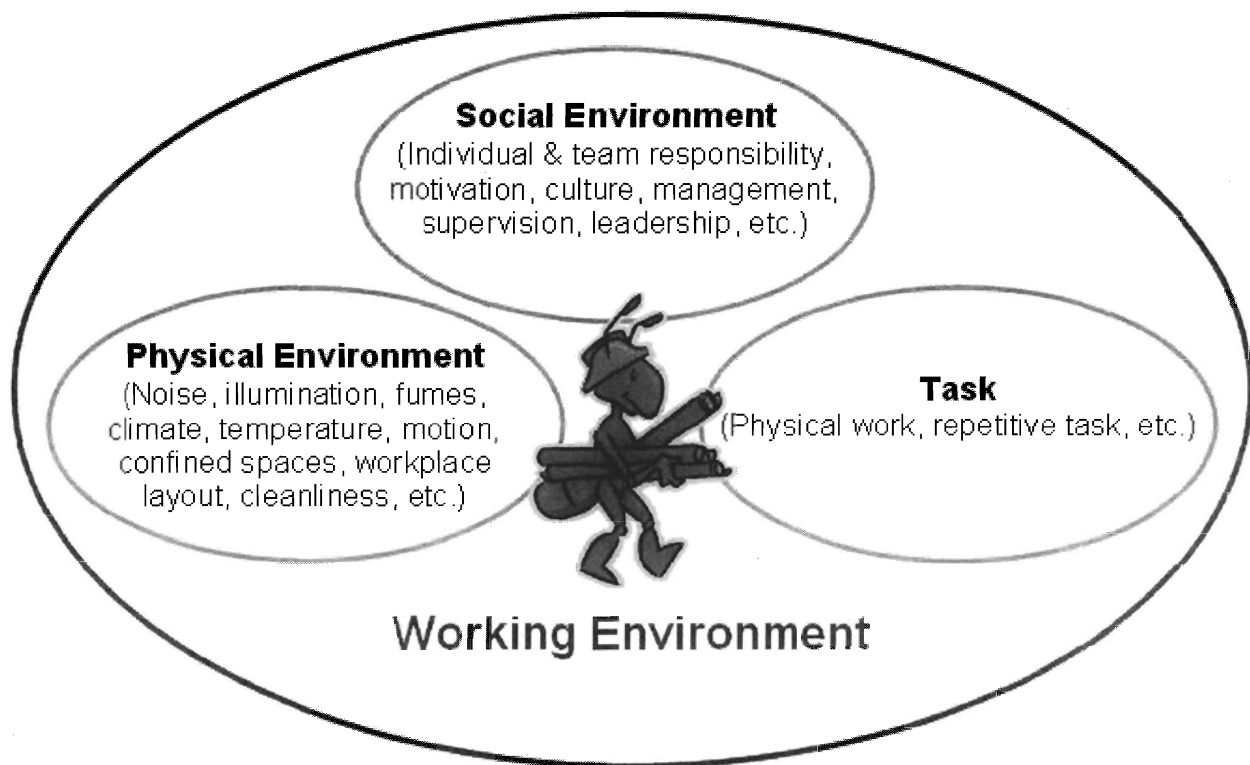 Social Environment
(Individual & team responsibility,
motivation, culture, management,
supervision, leadership, etc.)
Physical Environment
(Noise, illumination, fumes,
climate, temperature, motion,
confined spaces, workplace
layout, cleanliness, etc.)
Task
(Physical work, repetitive task, etc.)
Working Environment